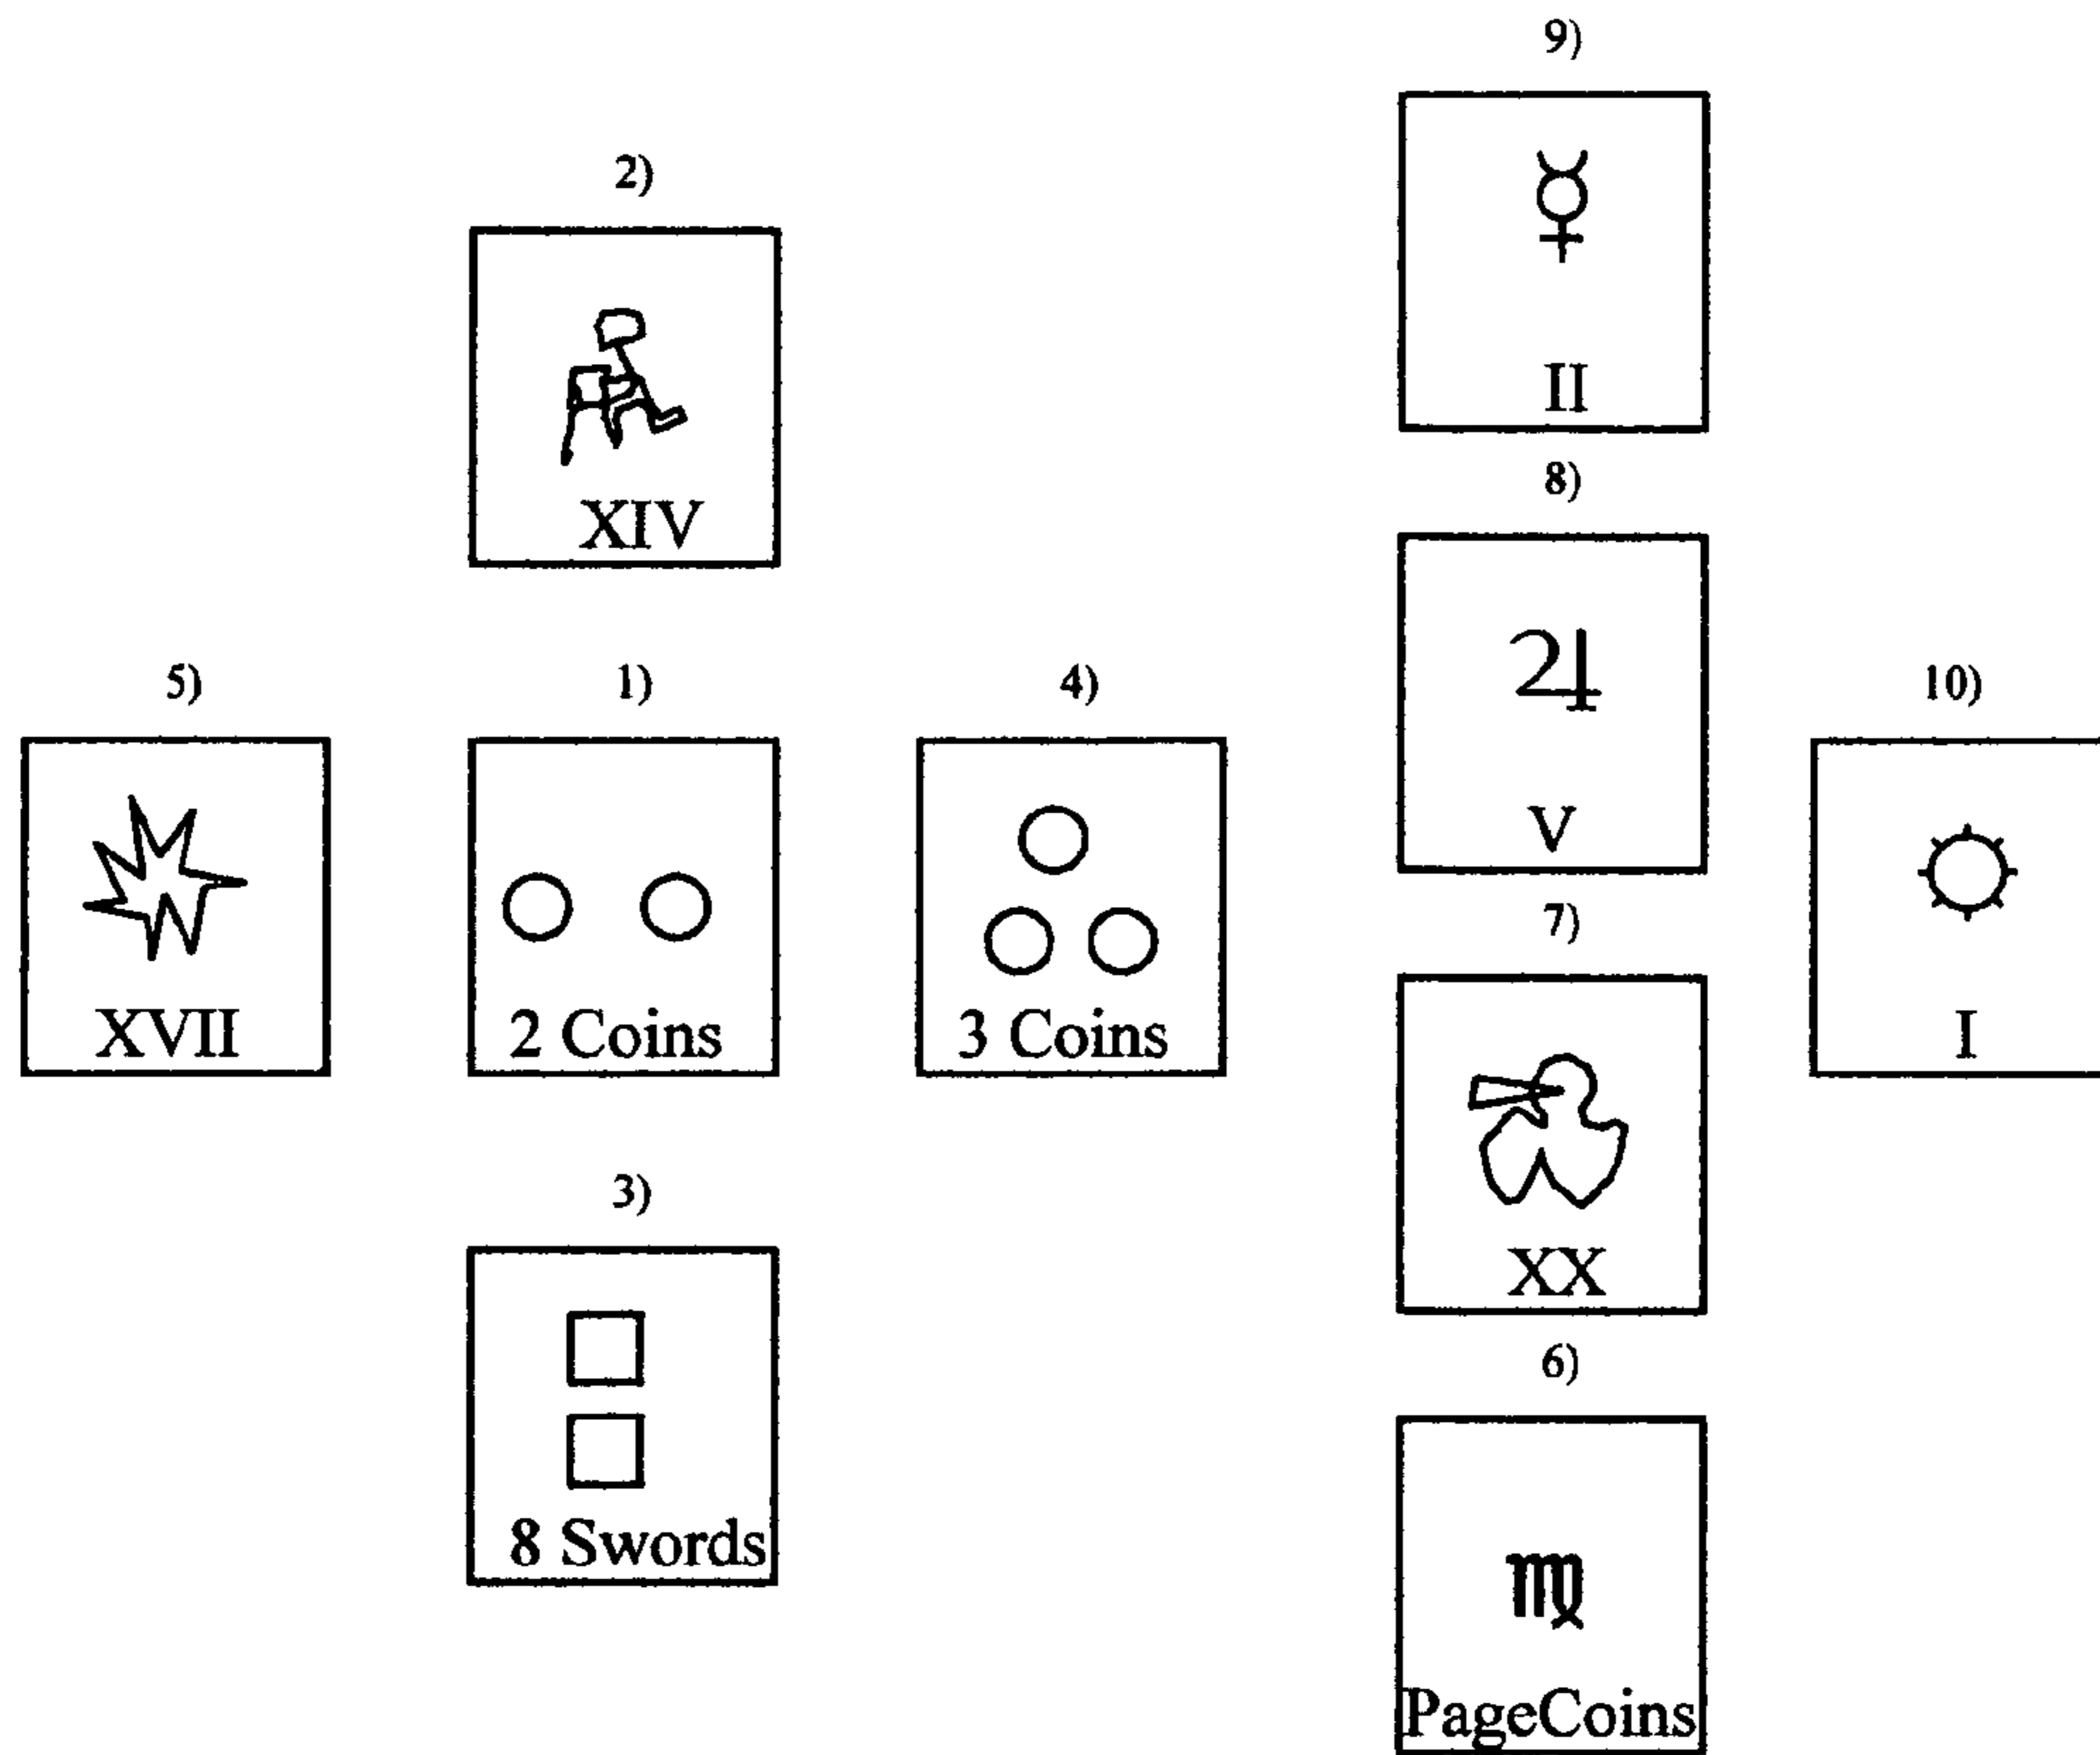 9)
II
2)
XIV
8)
V
5)
XVII
1)
2 Coins
4)
3 Coins
10)
I
7)
XX
3)
8 Swords
6)
PageCoins